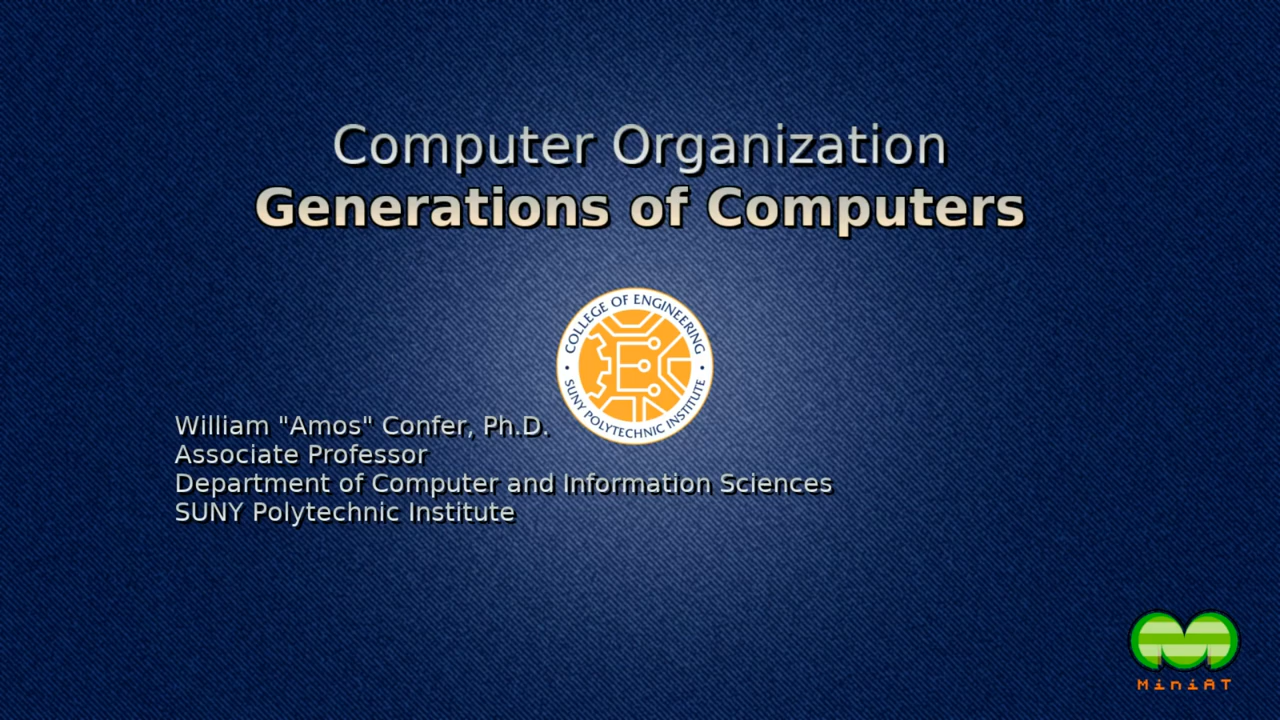 Computer Organization
Generations of Computers
COLLEGE OF ENGINEERING
SUNY POLYTECHNIC INSTITUTE
William "Amos" Confer, Ph.D.
Associate Professor
Department of Computer and Information Sciences
SUNY Polytechnic Institute
MiniAT